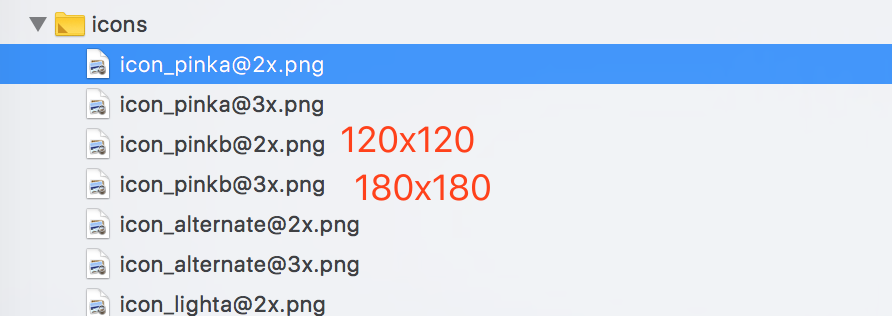 icons
icon_pinka@2x.png
icon_pinka@3x.png
icon_pinkb@2x.png 120x120
icon_pinkb@3x.png 180x180
icon_alternate@2x.png
icon_alternate@3x.png
icon_lighta@2x.png